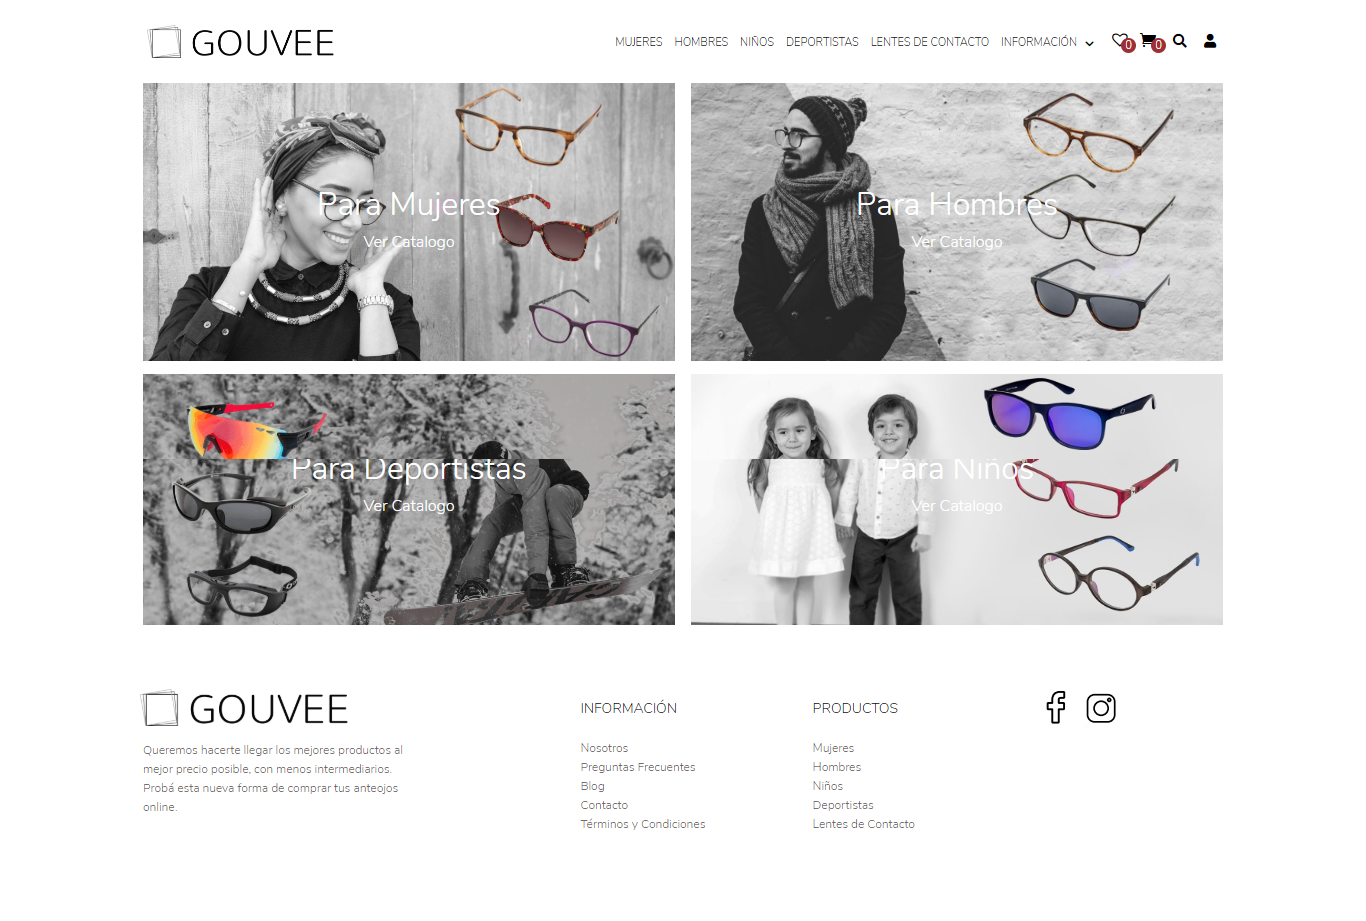 GOUVEE
MUJERES HOMBRES NIÑOS DEPORTISTAS LENTES DE CONTACTO INFORMACIÓN 0 0
Para Mujeres
Ver Catalogo
Para Hombres
Ver Catalogo
Para Deportistas
Ver Catalogo
Para Niños
Ver Catalogo
GOUVEE
Queremos hacerte llegar los mejores productos al
mejor precio posible, con menos intermediarios.
Probá esta nueva forma de comprar tus anteojos
online.
INFORMACIÓN
Nosotros
Preguntas Frecuentes
Blog
Contacto
Términos y Condiciones
PRODUCTOS
Mujeres
Hombres
Niños
Deportistas
Lentes de Contacto